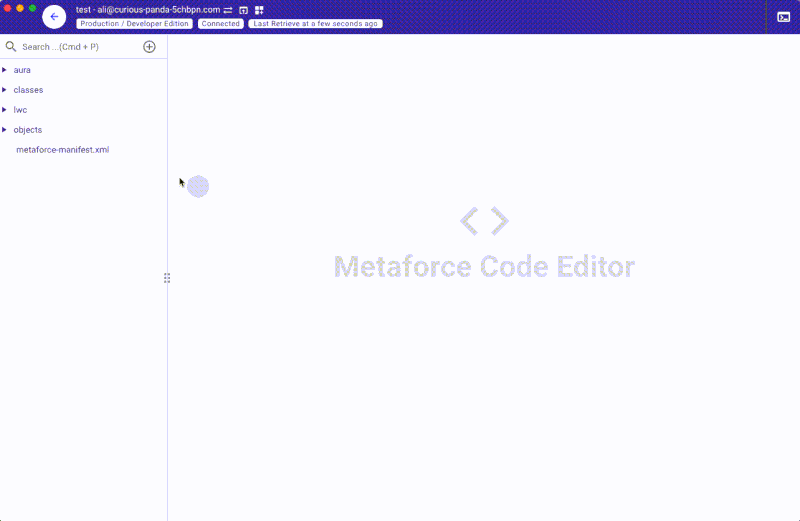 test - ali@curious-panda-5chbpn.com
Production / Developer Edition Connected Last Retrieve at a few seconds ago
Search ...(Cmd + P)
aura
classes
lwc
objects
metaforce-manifest.xml
Metaforce Code Editor